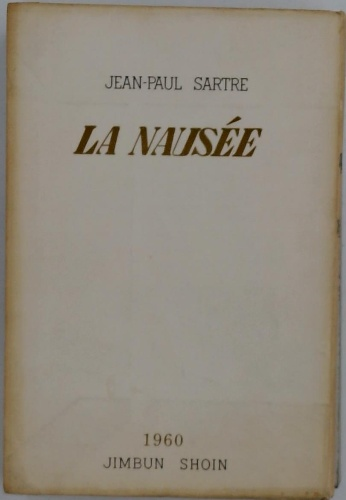 JEAN-PAUL SARTRE
LA NAUSÉE
1960
JIMBUN SHOIN